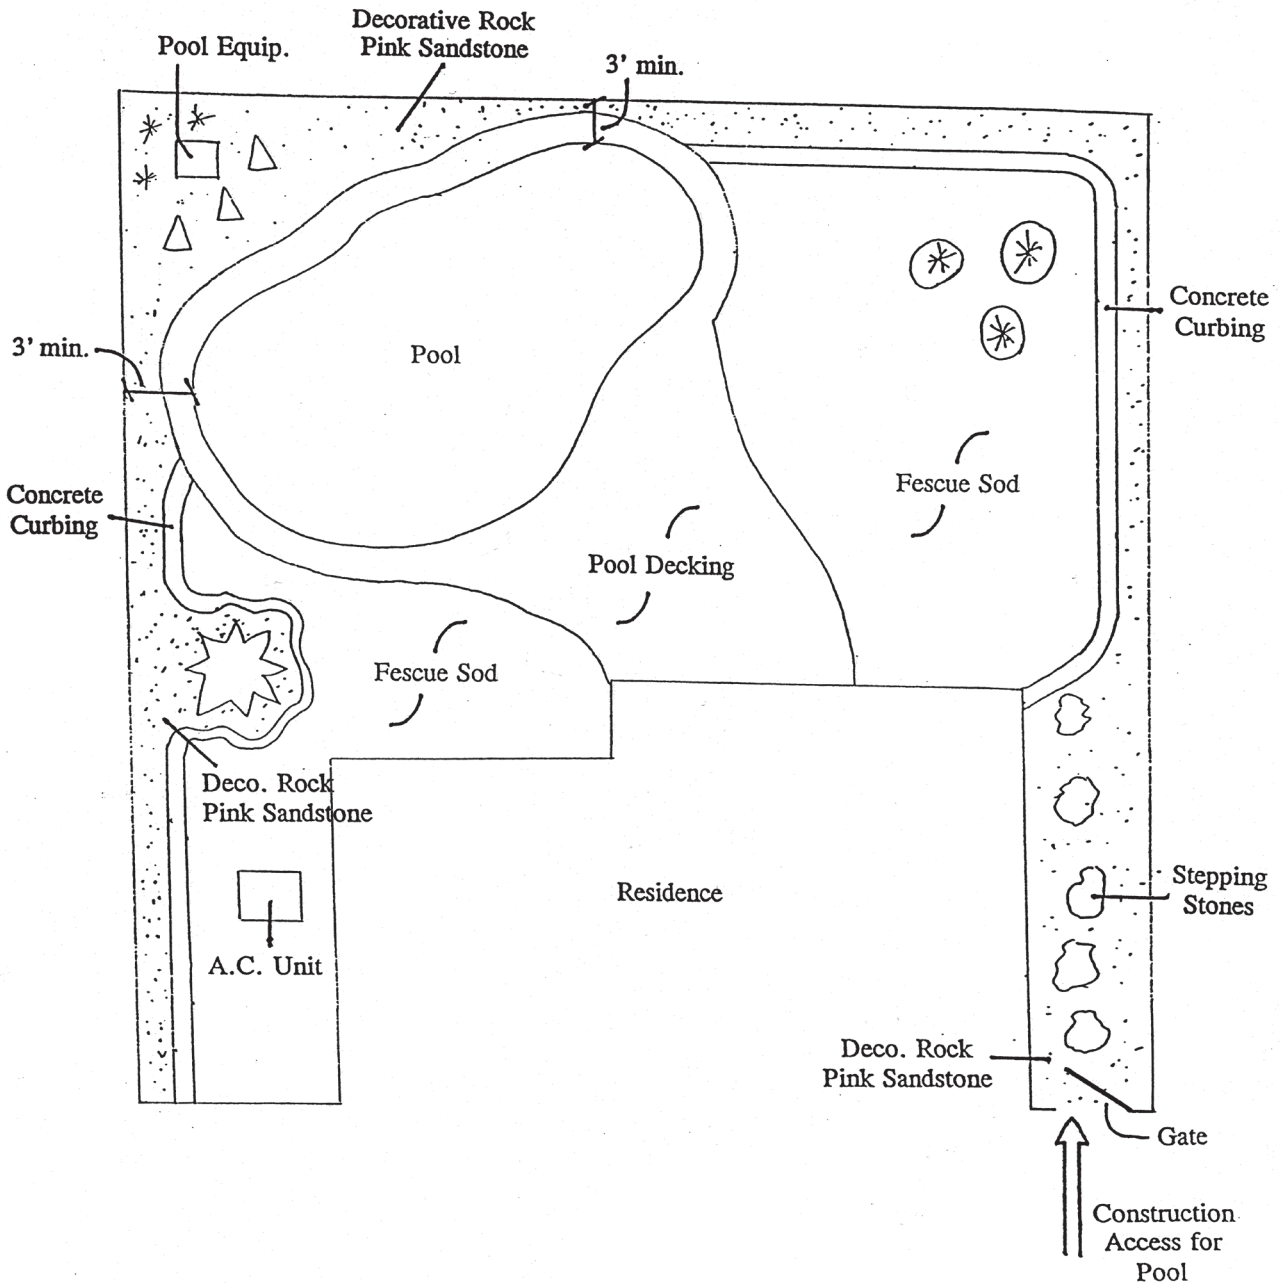 Decorative Rock
Pink Sandstone
Pool Equip.
3' min.
3' min.
Pool
Concrete
Curbing
Concrete
Curbing
Fescue Sod
Pool Decking
Fescue Sod
Deco. Rock
Pink Sandstone
Residence
Stepping
Stones
A.C. Unit
Deco. Rock
Pink Sandstone
Gate
Construction
Access for
Pool